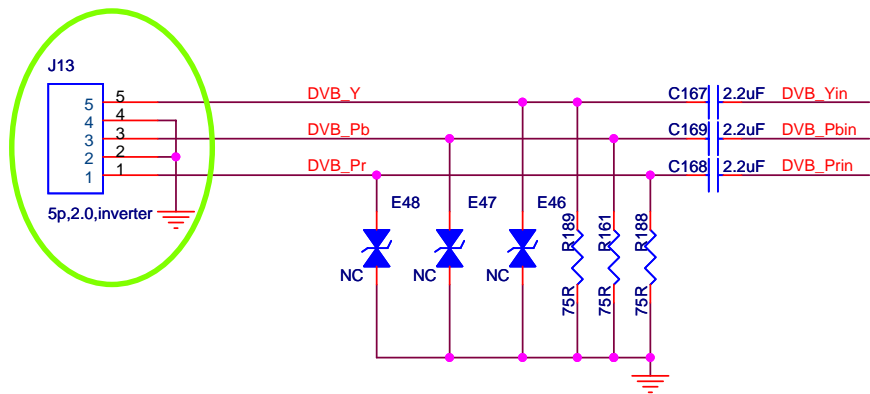 J13
5 5 DVB_Y C167 2.2uF DVB_Yin
4 4
3 3 DVB_Pb C169 2.2uF DVB_Pbin
2 2
1 1 DVB_Pr C168 2.2uF DVB_Prin
5p,2.0,inverter
E48 E47 E46
R189 R161 R188
NC NC NC
75R 75R 75R